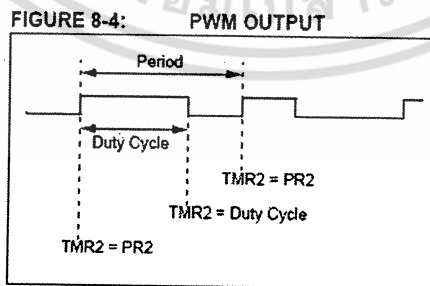 FIGURE 8-4: PWM OUTPUT
Period
Duty Cycle
TMR2 = PR2
TMR2 = Duty Cycle
TMR2 = PR2